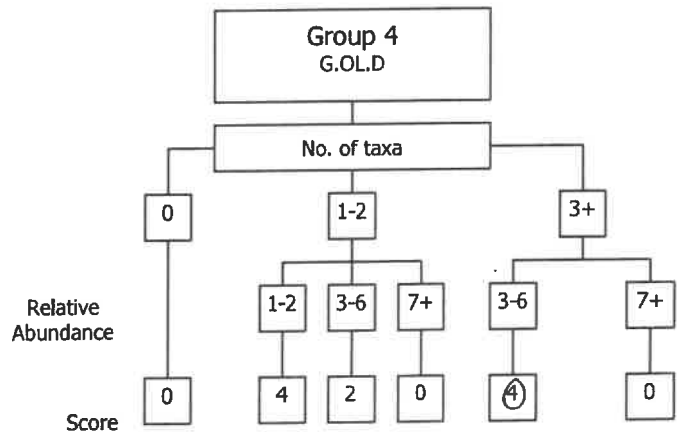 Group 4
G.OL.D
No. of taxa
0
1-2
3+
Relative
Abundance
1-2
3-6
7+
3-6
7+
Score
0
4
2
0
4
0